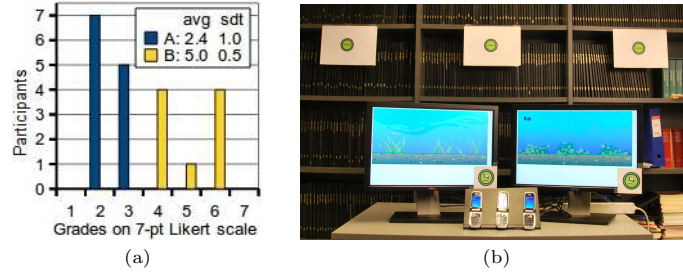 avg sdt
A: 2.4 1.0
B: 5.0 0.5
Participants
7
6
5
4
3
2
1
0
1 2 3 4 5 6 7
Grades on 7-pt Likert scale
(a)
(b)